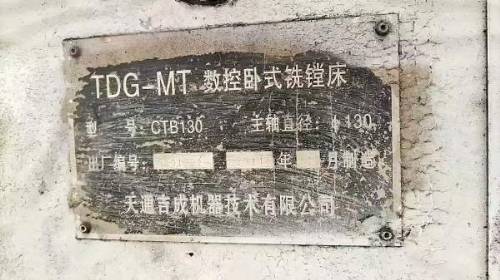 TDG-MT 数控卧式铣镗床
型 号:CTB130 主轴直径:φ130
出厂编号: 年 月制造
天通吉成机器技术有限公司